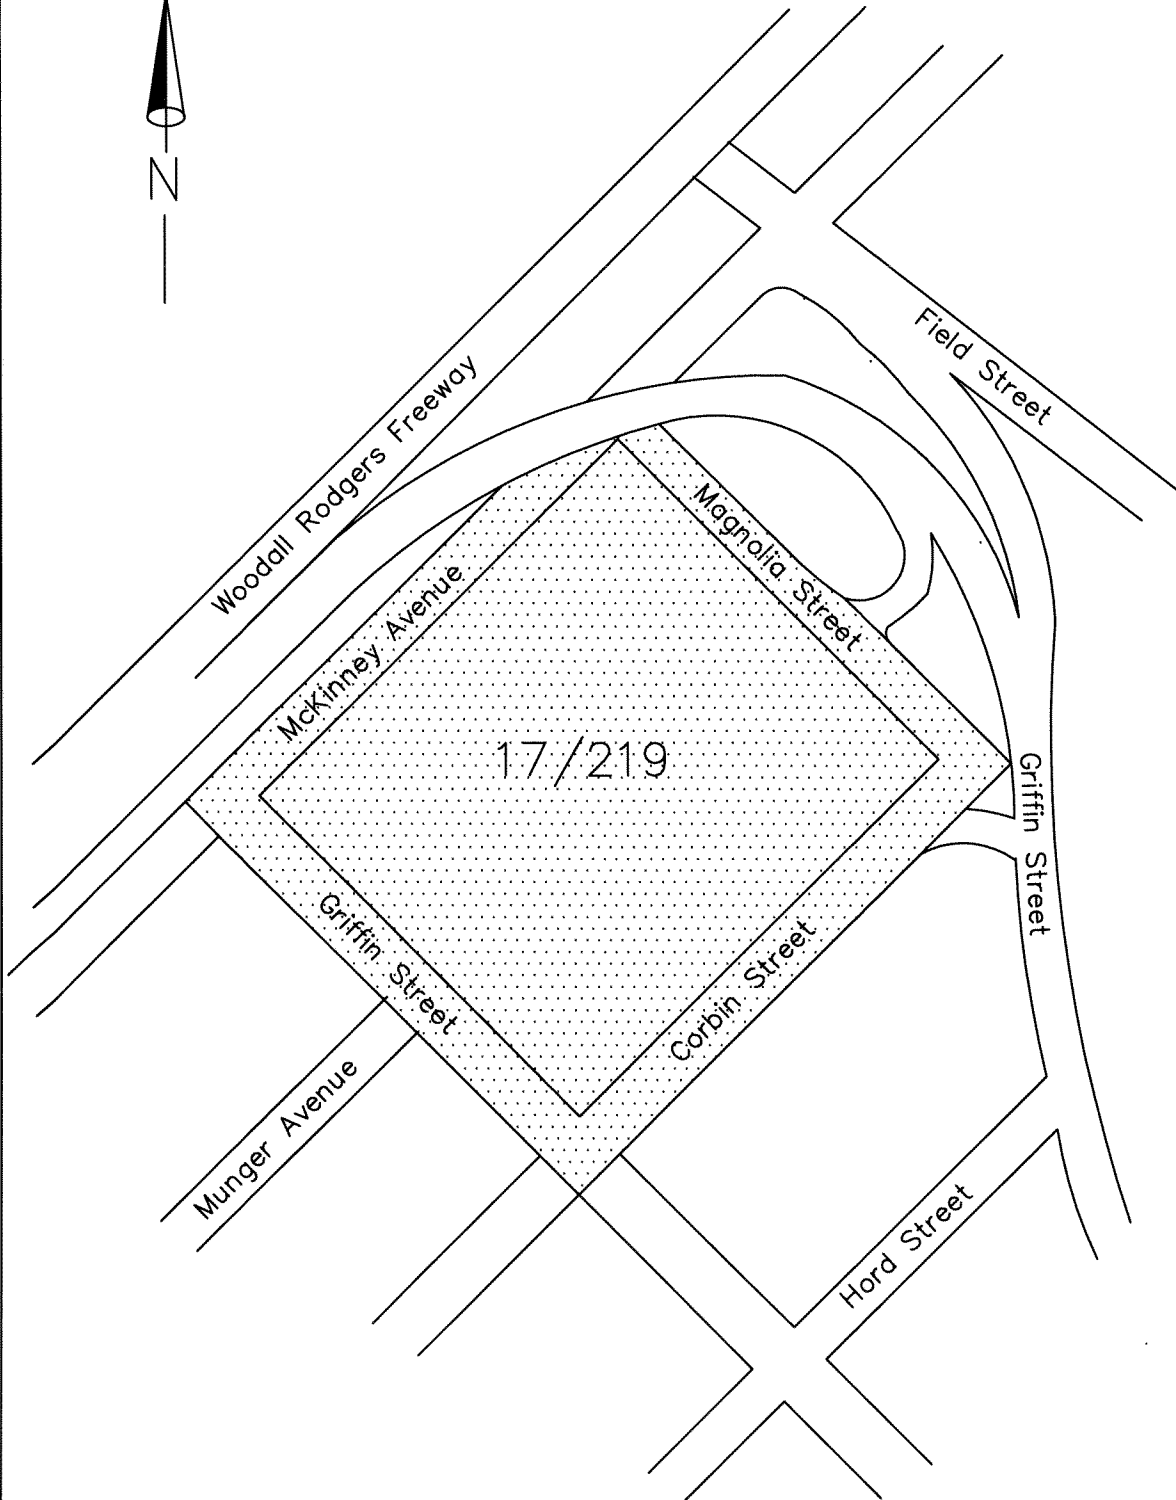 N
Field Street
Woodall Rodgers Freeway
Magnolia Street
McKinney Avenue
17/219
Griffin Street
Griffin Street
Corbin Street
Munger Avenue
Hord Street